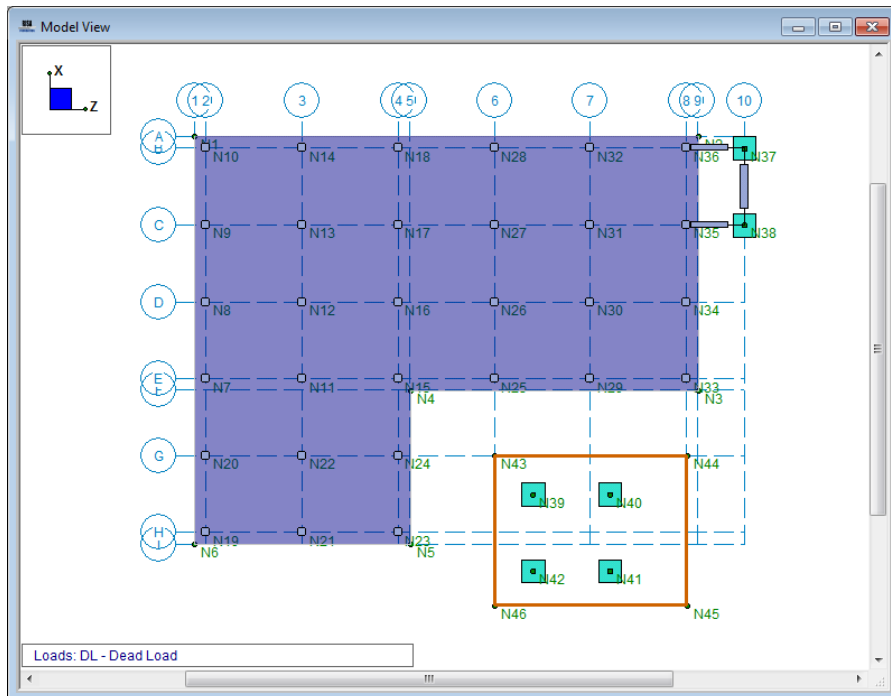 Model View
X
Z
1 2 3 4 5 6 7 8 9 10
A
N1 N2
B
N10 N14 N18 N28 N32 N36 N37
C
N9 N13 N17 N27 N31 N35 N38
D
N8 N12 N16 N26 N30 N34
E
N7 N11 N15 N25 N29 N33
N4 N3
G
N20 N22 N24 N43 N44
N39 N40
H
N19 N21 N23
I
N6 N5
N42 N41
N46 N45
Loads: DL - Dead Load